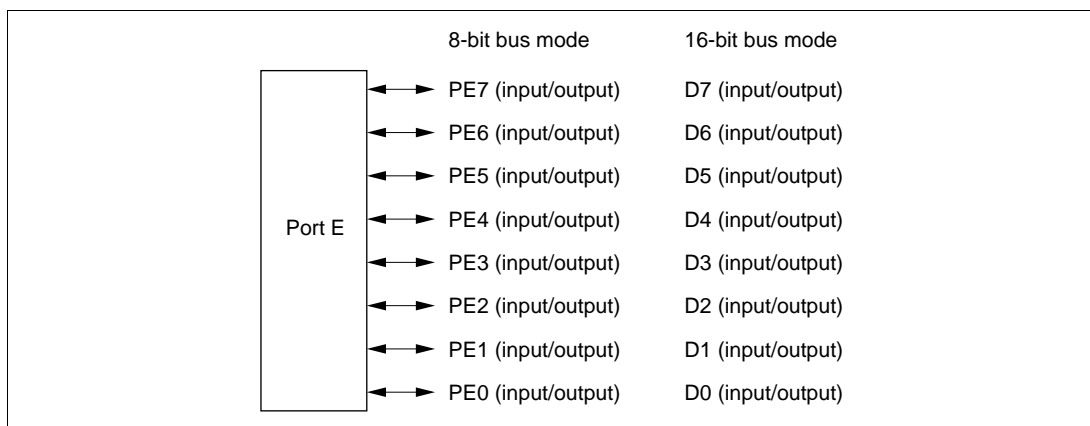 8-bit bus mode 16-bit bus mode
PE7 (input/output) D7 (input/output)
PE6 (input/output) D6 (input/output)
PE5 (input/output) D5 (input/output)
Port E PE4 (input/output) D4 (input/output)
PE3 (input/output) D3 (input/output)
PE2 (input/output) D2 (input/output)
PE1 (input/output) D1 (input/output)
PE0 (input/output) D0 (input/output)